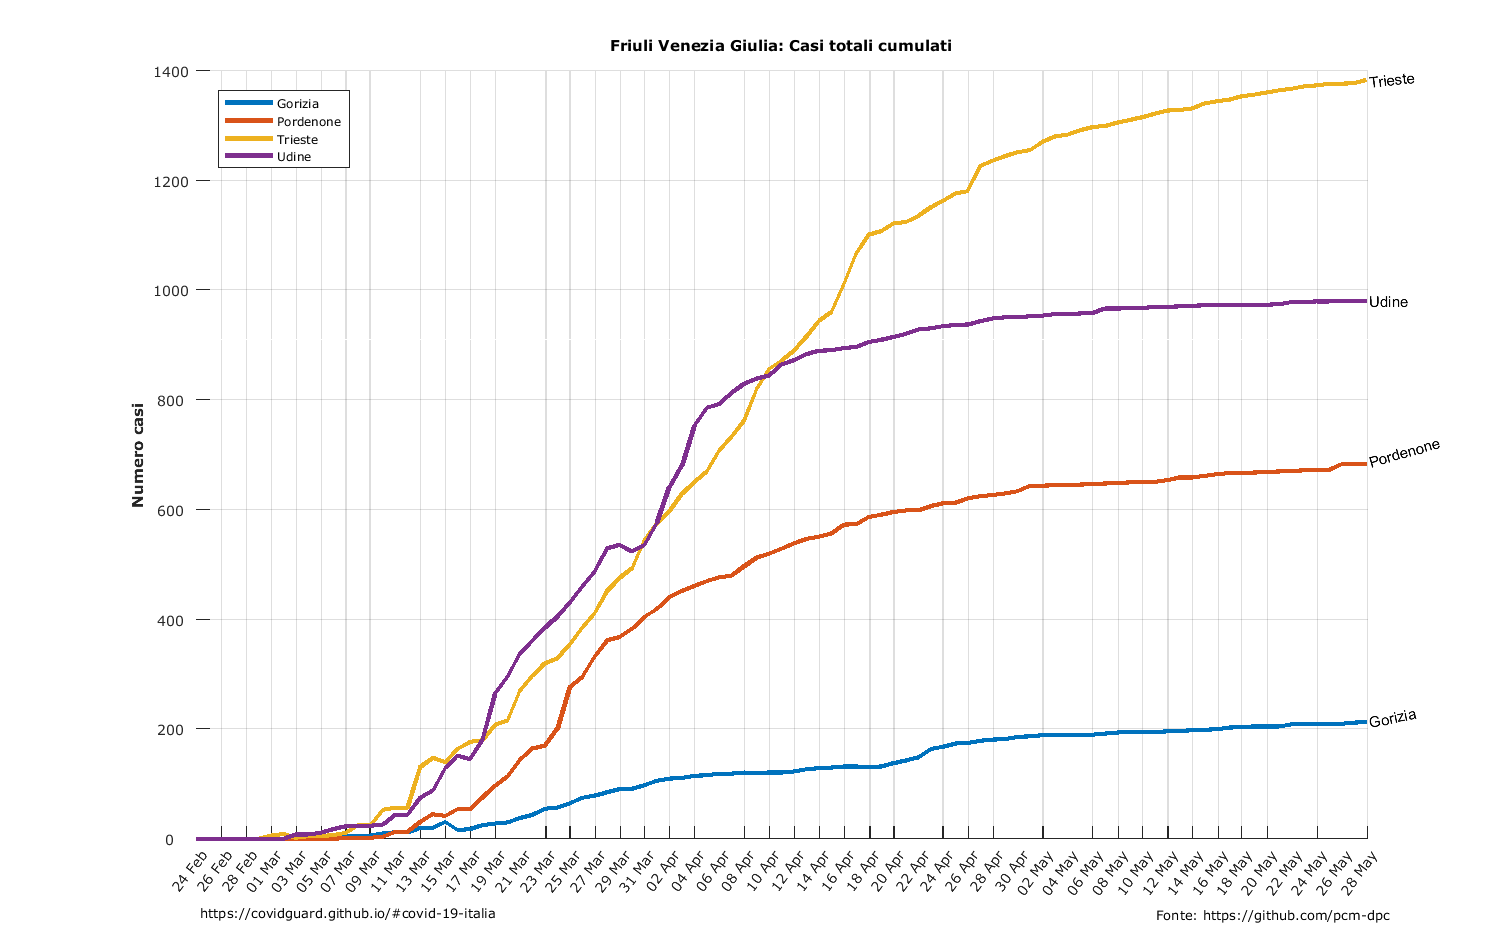 Friuli Venezia Giulia: Casi totali cumulati
1400
1200
1000
800
600
400
200
0
Numero casi
Gorizia
Pordenone
Trieste
Udine
Trieste
Udine
Pordenone
Gorizia
24 Feb
26 Feb
28 Feb
01 Mar
03 Mar
05 Mar
07 Mar
09 Mar
11 Mar
13 Mar
15 Mar
17 Mar
19 Mar
21 Mar
23 Mar
25 Mar
27 Mar
29 Mar
31 Mar
02 Apr
04 Apr
06 Apr
08 Apr
10 Apr
12 Apr
14 Apr
16 Apr
18 Apr
20 Apr
22 Apr
24 Apr
26 Apr
28 Apr
30 Apr
02 May
04 May
06 May
08 May
10 May
12 May
14 May
16 May
18 May
20 May
22 May
24 May
26 May
28 May
https://covidguard.github.io/#covid-19-italia
Fonte: https://github.com/pcm-dpc